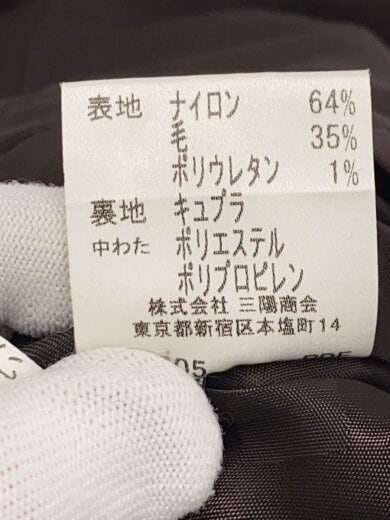 表地 ナイロン 64%
毛 35%
ポリウレタン 1%
裏地 キュプラ
中わた ポリエステル
ポリプロピレン
株式会社 三陽商会
東京都新宿区本塩町14
05